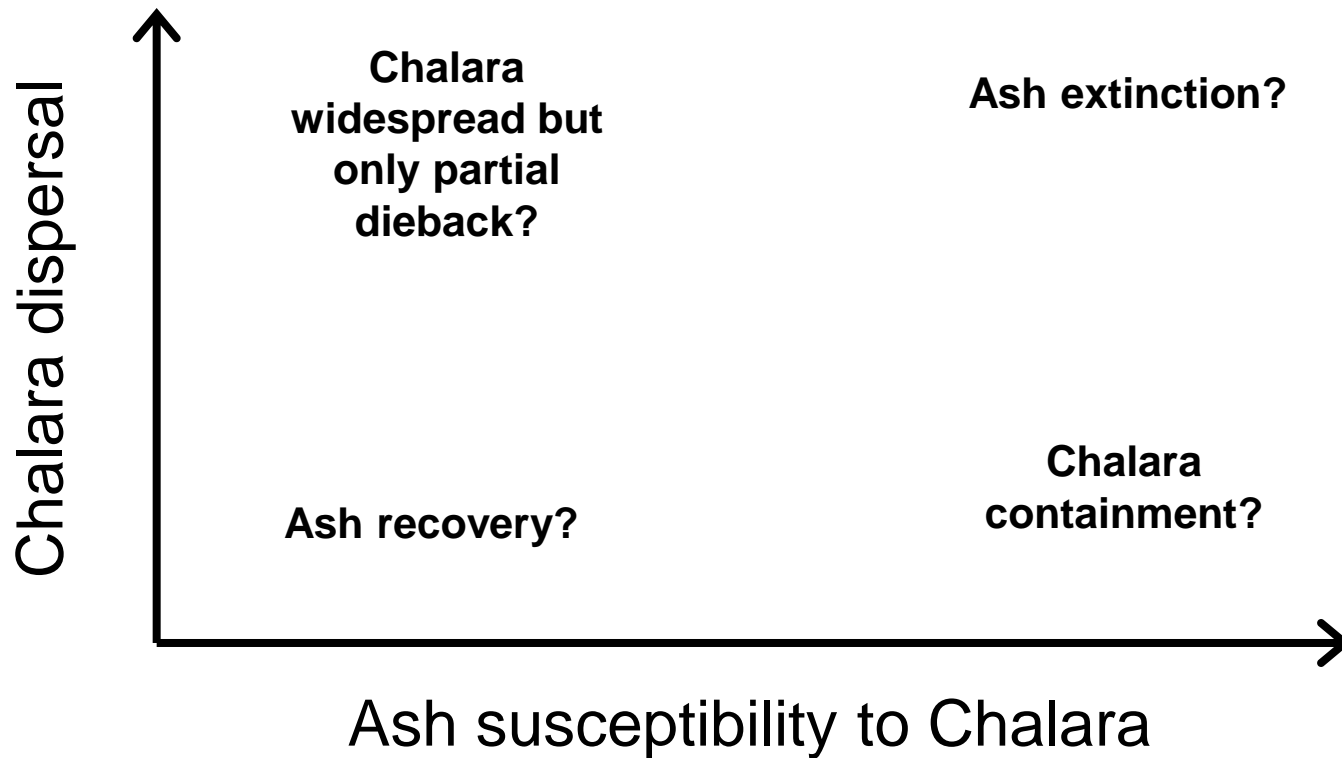 Chalara dispersal
Chalara
widespread but
only partial
dieback?
Ash extinction?
Ash recovery?
Chalara
containment?
Ash susceptibility to Chalara